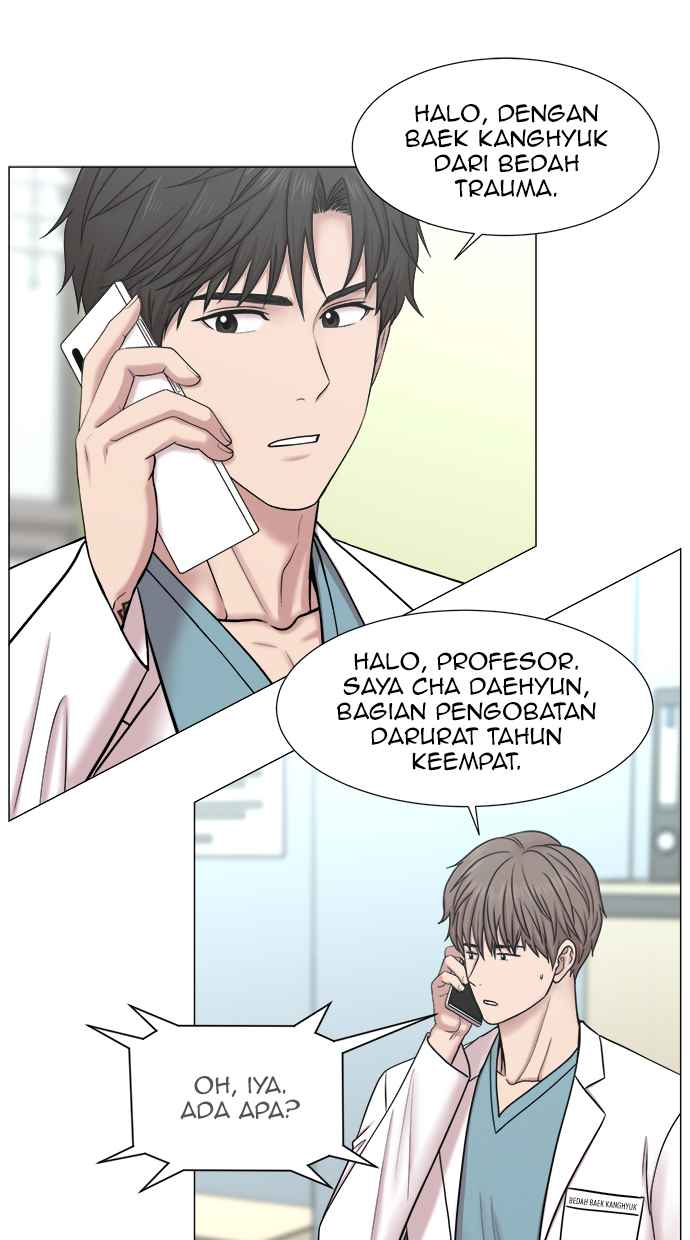 HALO, DENGAN
BAEK KANGHYUK
DARI BEDAH
TRAUMA.
HALO, PROFESOR.
SAYA CHA DAEHYUN,
BAGIAN PENGOBATAN
DARURAT TAHUN
KEEMPAT.
OH, IYA.
ADA APA?
BEDAH BAEK KANGHYUK